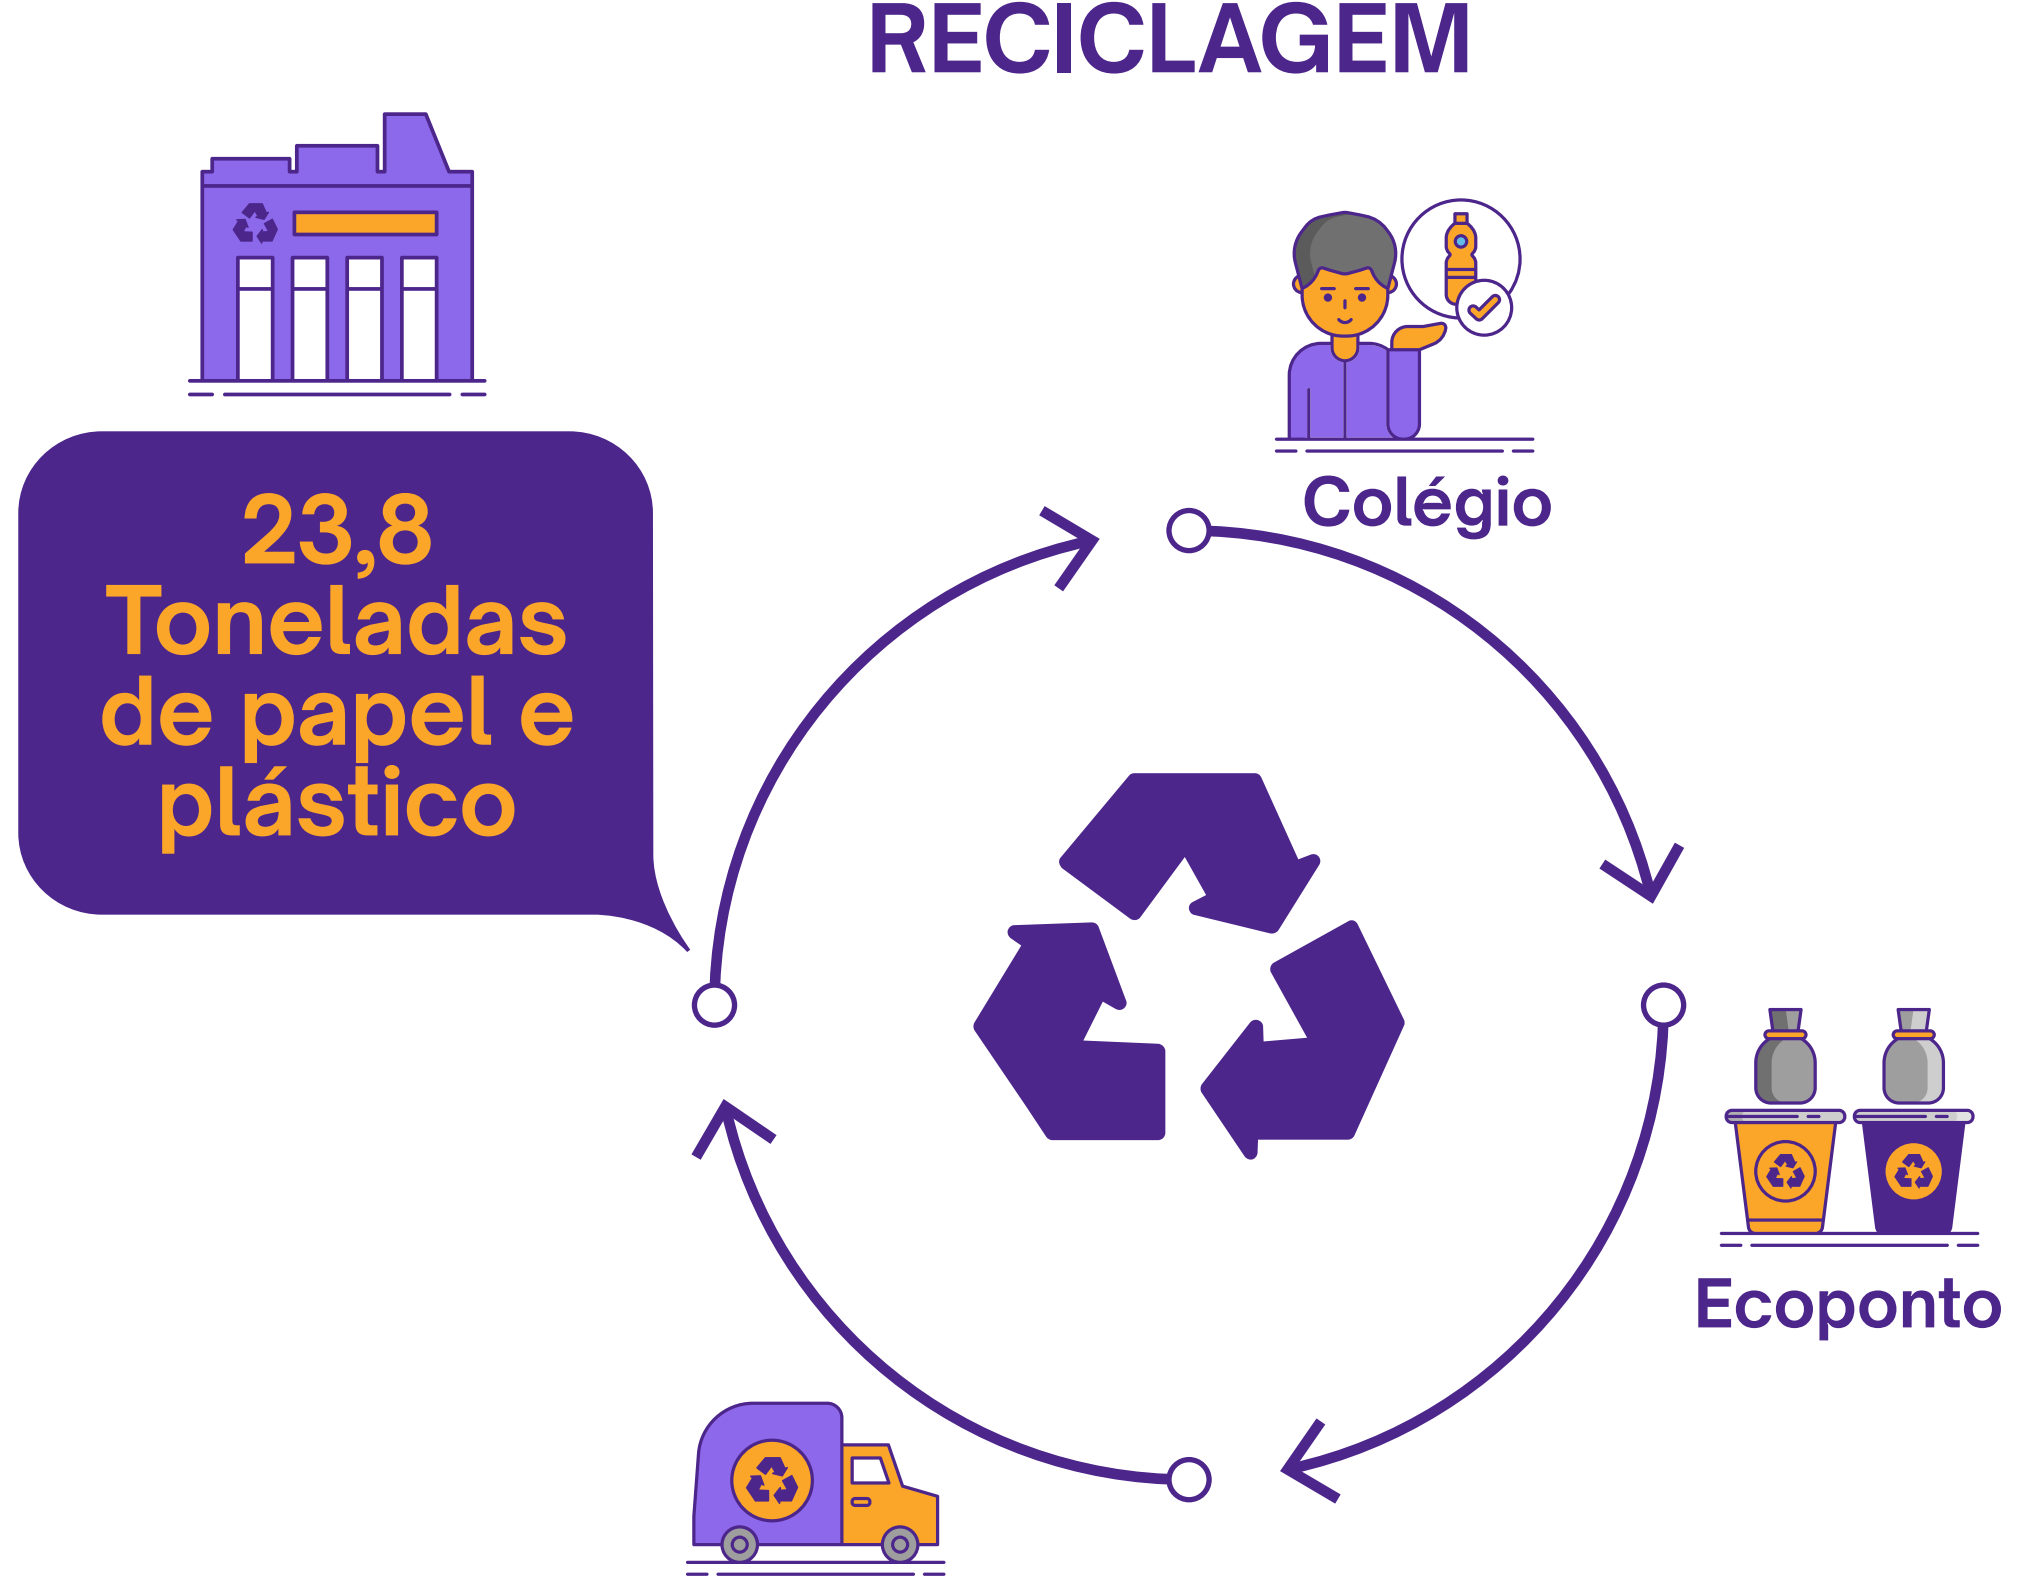 RECICLAGEM
Colégio
23,8
Toneladas
de papel e
plástico
Ecoponto